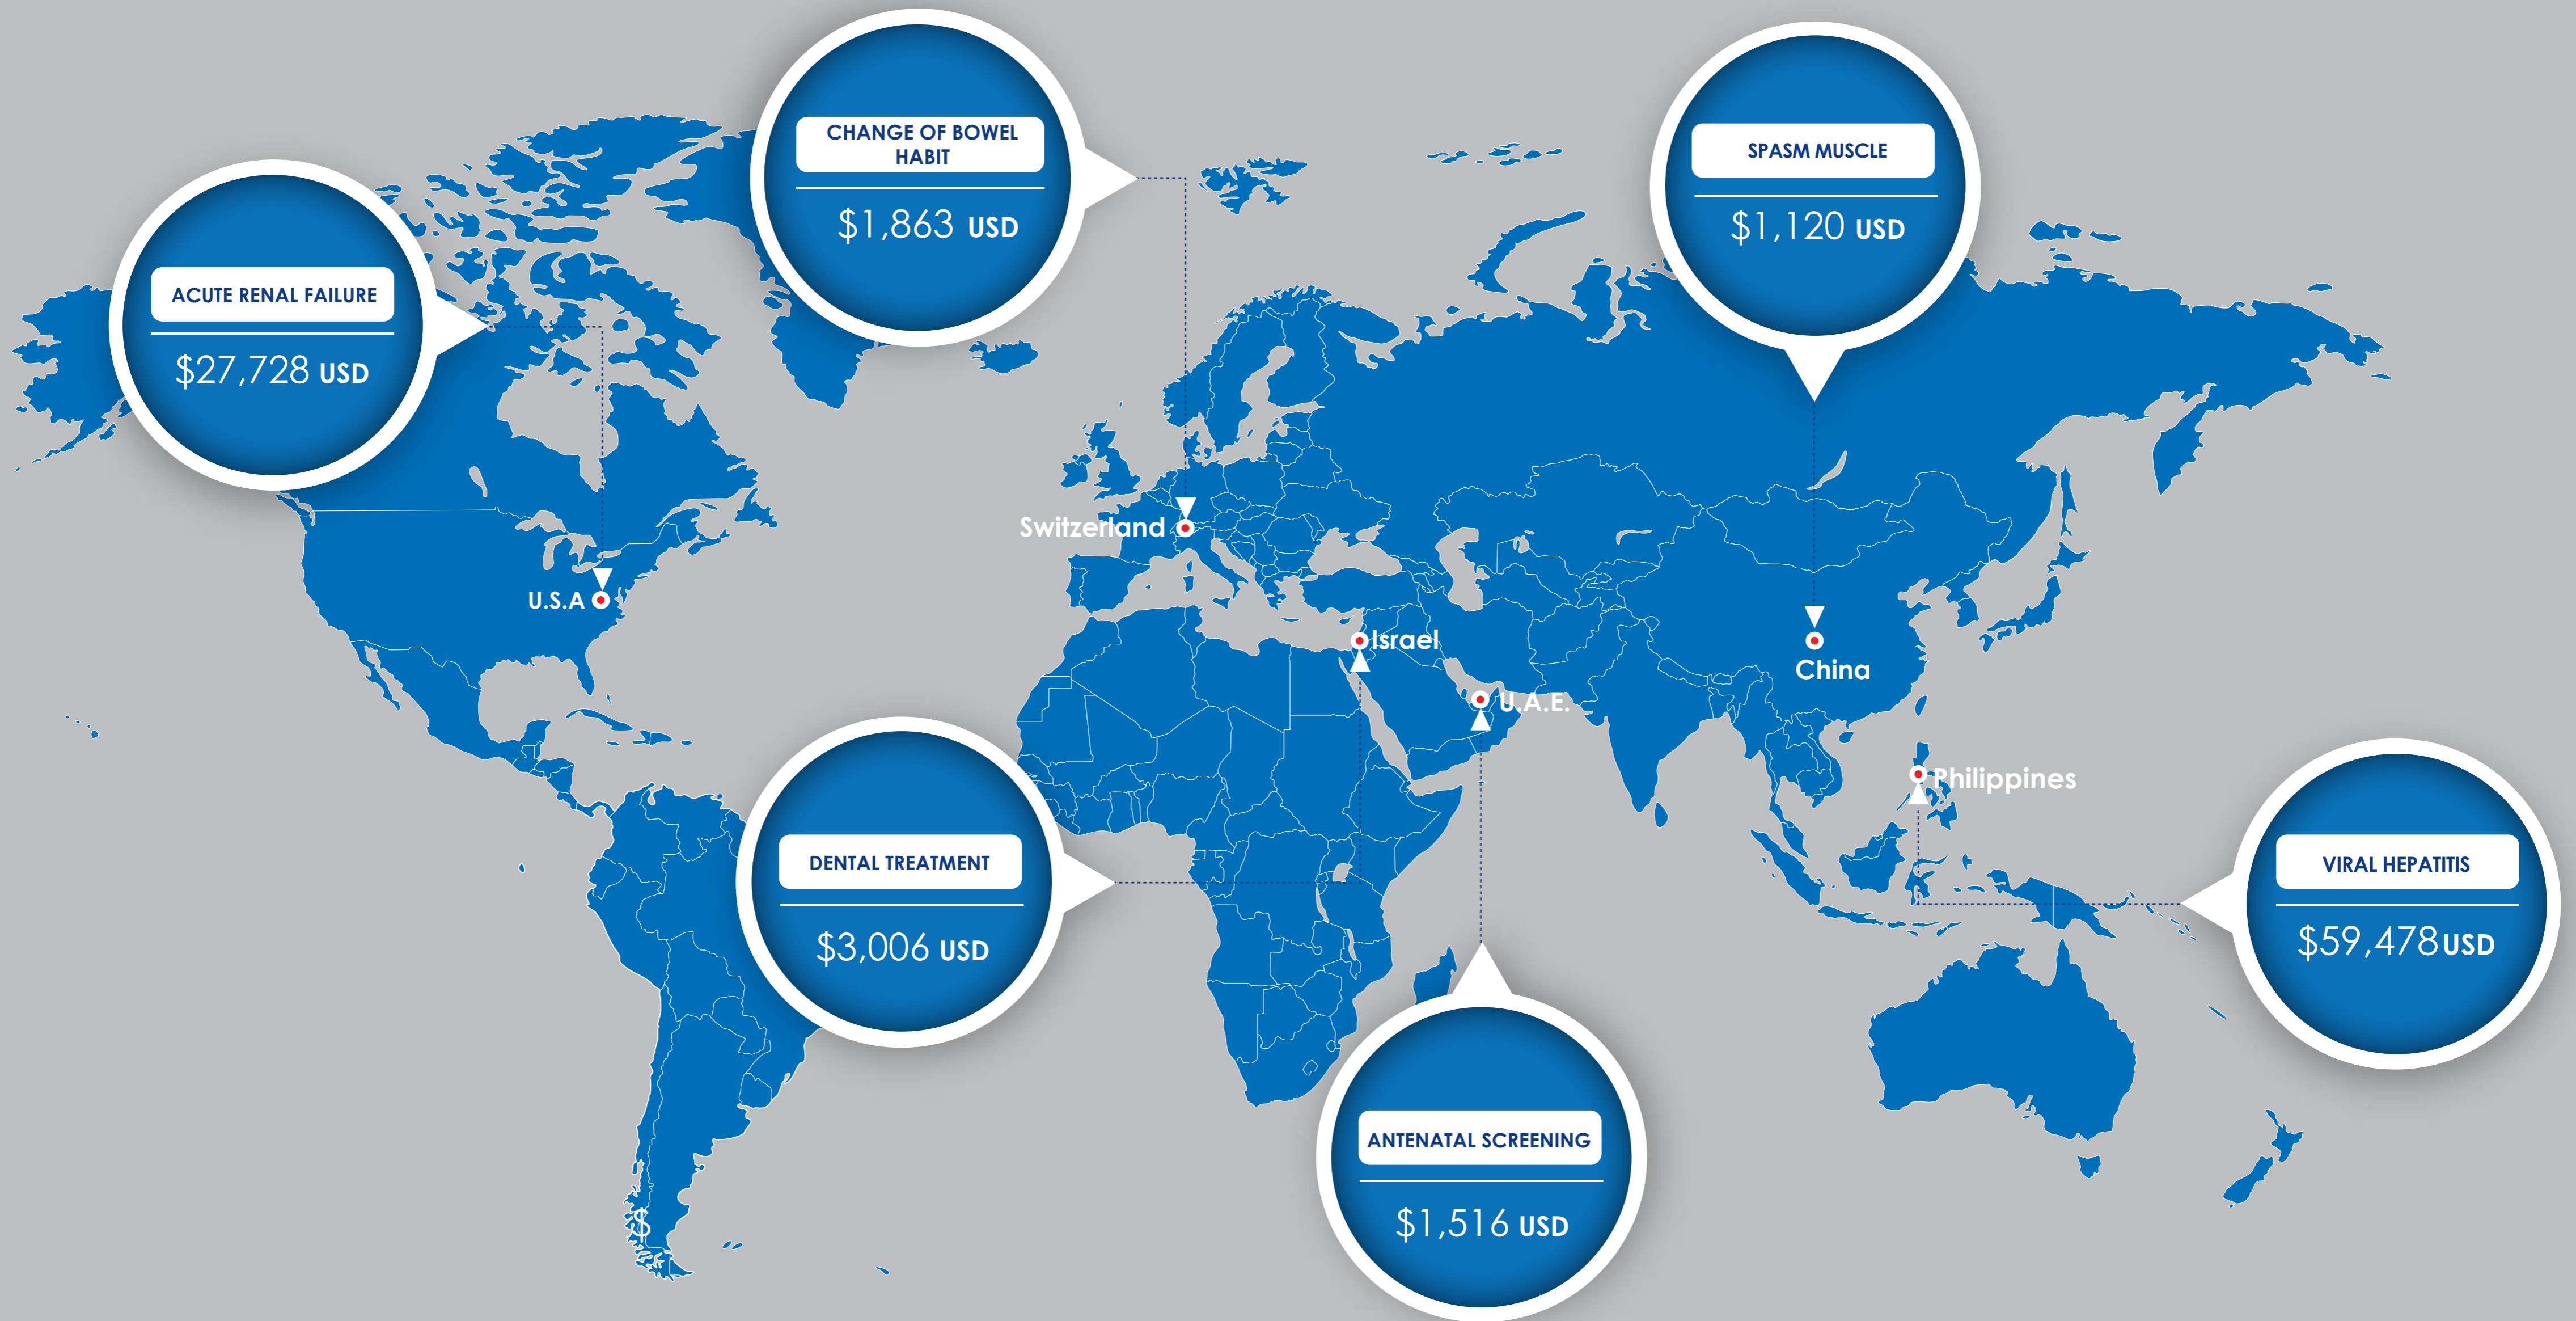 CHANGE OF BOWEL
HABIT
$1,863 USD
SPASM MUSCLE
$1,120 USD
ACUTE RENAL FAILURE
$27,728 USD
Switzerland
U.S.A
Israel
China
U.A.E.
Philippines
DENTAL TREATMENT
$3,006 USD
VIRAL HEPATITIS
$59,478 USD
ANTENATAL SCREENING
$1,516 USD
$